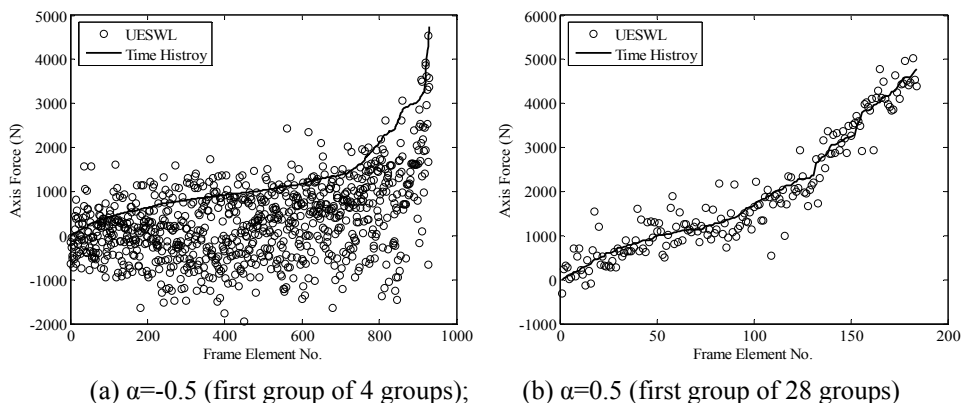 5000
4000
3000
2000
1000
0
-1000
-2000
Axis Force (N)
UESWL
Time Histroy
0 200 400 600 800 1000
Frame Element No.
6000
5000
4000
3000
2000
1000
0
-1000
Axis Force (N)
UESWL
Time Histroy
0 50 100 150 200
Frame Element No.
(a) α=-0.5 (first group of 4 groups); (b) α=0.5 (first group of 28 groups)